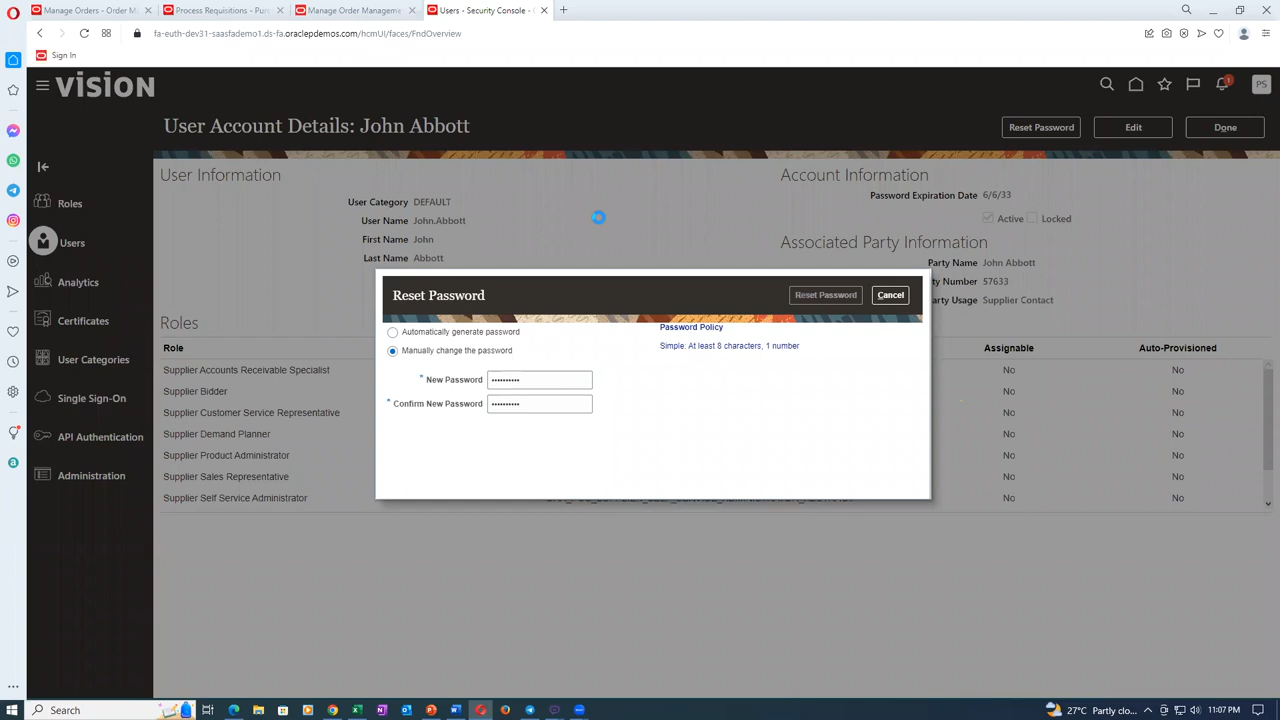 Manage Orders - Order M
Process Requisitions - Pur
Manage Order Manageme
Users - Security Console -
fa-euth-dev31-saasfademo1.ds-fa.oraclepdemos.com/hcmUI/faces/FndOverview
Sign In
VISION
1
PS
User Account Details: John Abbott
Reset Password
Edit
Done
Roles
Users
Analytics
Certificates
User Categories
Single Sign-On
API Authentication
Administration
User Information
User Category DEFAULT
User Name John.Abbott
First Name John
Last Name Abbott
Account Information
Password Expiration Date 6/6/33
Active Locked
Associated Party Information
Party Name John Abbott
ty Number 57633
arty Usage Supplier Contact
Reset Password
Reset Password
Cancel
Automatically generate password
Manually change the password
New Password ••••••••••
Confirm New Password ••••••••••
Password Policy
Simple: At least 8 characters, 1 number
Roles
Role Assignable Auto-Provisioned
Supplier Accounts Receivable Specialist No No
Supplier Bidder No No
Supplier Customer Service Representative No No
Supplier Demand Planner No No
Supplier Product Administrator No No
Supplier Sales Representative No No
Supplier Self Service Administrator No No
Search
27°C Partly clo...
11:07 PM